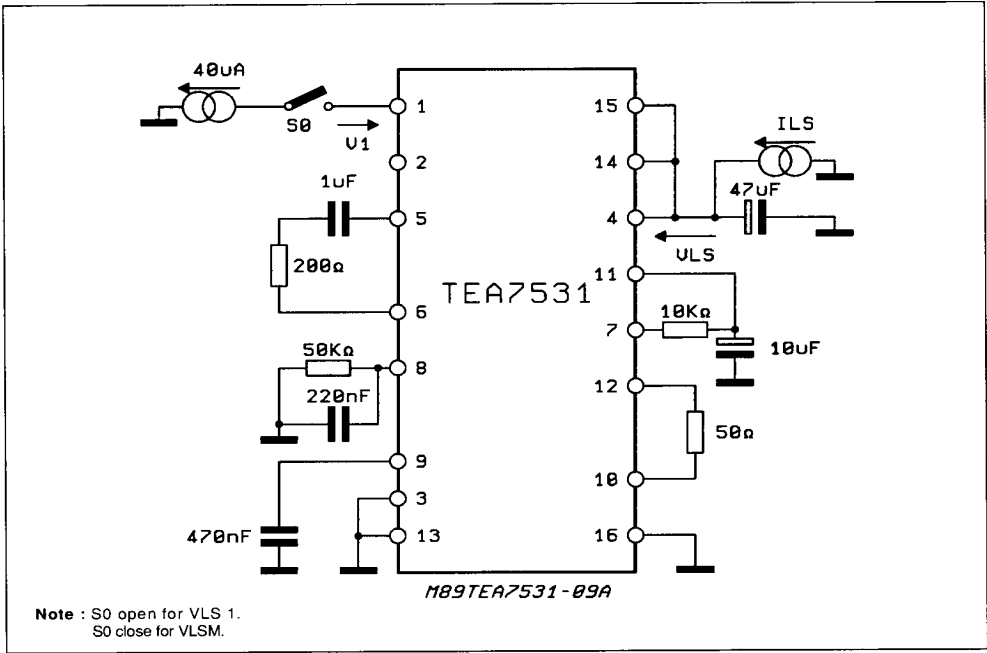 40uA
S0
V1
1
2
1uF
5
200Ω
6
50KΩ
8
220nF
9
3
470nF
13
TEA7531
15
ILS
14
47uF
4
VLS
11
10KΩ
7
10uF
12
50Ω
10
16
M89TEA7531-09A
Note : S0 open for VLS 1.
S0 close for VLSM.